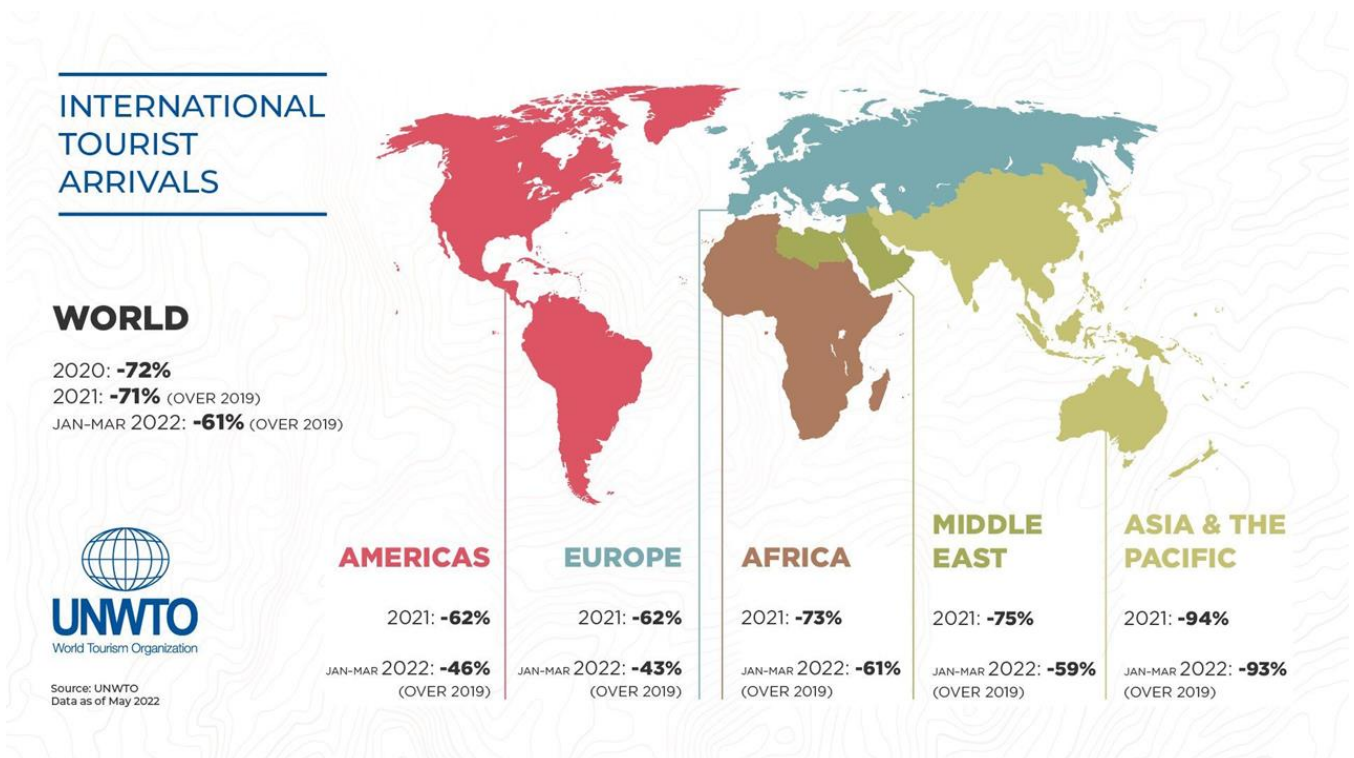 INTERNATIONAL
TOURIST
ARRIVALS
WORLD
2020: -72%
2021: -71% (OVER 2019)
JAN-MAR 2022: -61% (OVER 2019)
UNWTO
World Tourism Organization
Source: UNWTO
Data as of May 2022
AMERICAS
2021: -62%
JAN-MAR 2022: -46%
(OVER 2019)
EUROPE
2021: -62%
JAN-MAR 2022: -43%
(OVER 2019)
AFRICA
2021: -73%
JAN-MAR 2022: -61%
(OVER 2019)
MIDDLE
EAST
2021: -75%
JAN-MAR 2022: -59%
(OVER 2019)
ASIA & THE
PACIFIC
2021: -94%
JAN-MAR 2022: -93%
(OVER 2019)